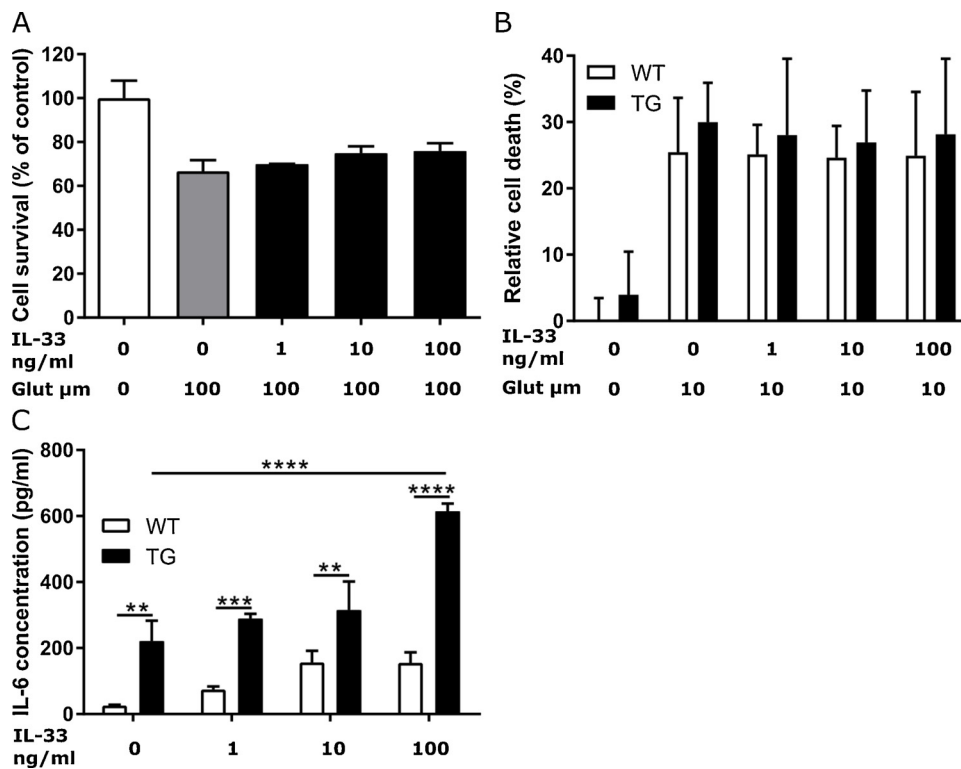 A
Cell survival (% of control)
120
100
80
60
40
20
0
IL-33 ng/ml
0 0 1 10 100
Glut µm 0 100 100 100 100
B
Relative cell death (%)
40
30
20
10
0
WT
TG
IL-33 ng/ml
0 0 1 10 100
Glut µm 0 10 10 10 10
C
IL-6 concentration (pg/ml)
800
600
400
200
0
WT
TG
****
** *** ** ****
IL-33 ng/ml
0 1 10 100